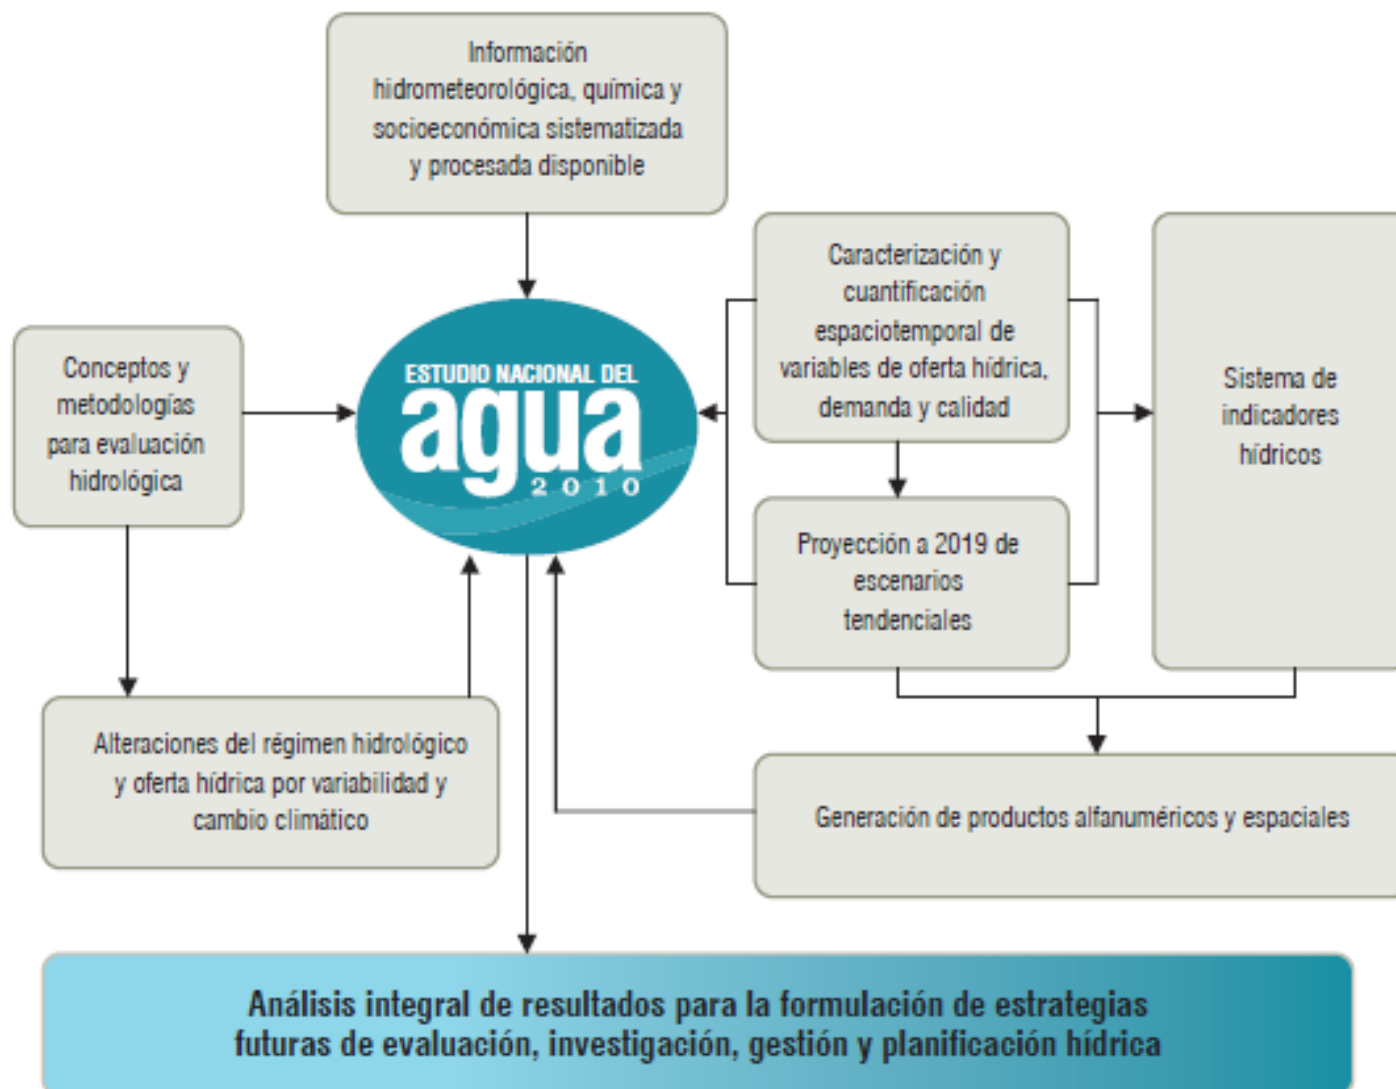 Información
hidrometeorológica, química y
socioeconómica sistematizada
y procesada disponible
Conceptos y
metodologías
para evaluación
hidrológica
ESTUDIO NACIONAL DEL
agua
2010
Caracterización y
cuantificación
espaciotemporal de
variables de oferta hídrica,
demanda y calidad
Sistema de
indicadores
hídricos
Proyección a 2019 de
escenarios
tendenciales
Alteraciones del régimen hidrológico
y oferta hídrica por variabilidad y
cambio climático
Generación de productos alfanuméricos y espaciales
Análisis integral de resultados para la formulación de estrategias
futuras de evaluación, investigación, gestión y planificación hídrica